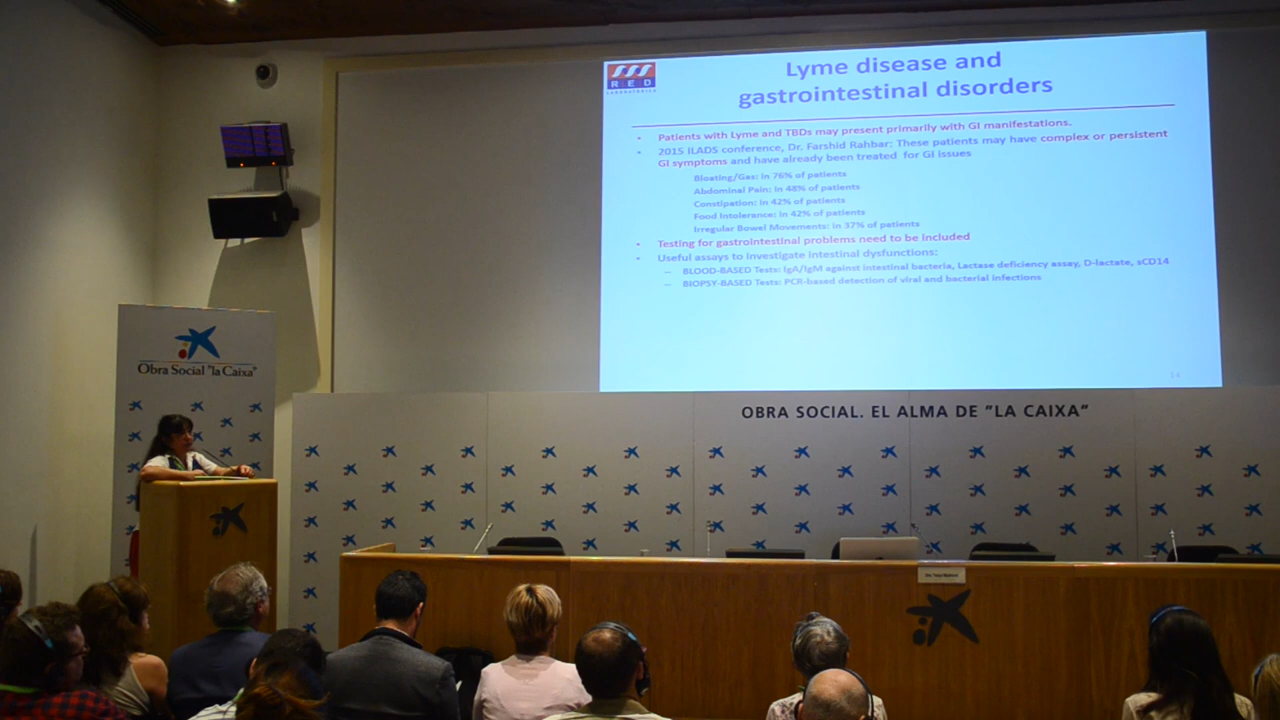 Lyme disease and
gastrointestinal disorders
RED
LABORATORIES
• Patients with Lyme and TBDs may present primarily with GI manifestations.
• 2015 ILADS conference, Dr. Farshid Rahbar: These patients may have complex or persistent
GI symptoms and have already been treated for GI issues
Bloating/Gas: in 76% of patients
Abdominal Pain: in 48% of patients
Constipation: in 42% of patients
Food Intolerance: in 42% of patients
Irregular Bowel Movements: in 37% of patients
• Testing for gastrointestinal problems need to be included
• Useful assays to investigate intestinal dysfunctions:
— BLOOD-BASED Tests: IgA/IgM against intestinal bacteria, Lactase deficiency assay, D-lactate, sCD14
— BIOPSY-BASED Tests: PCR-based detection of viral and bacterial infections
14
Obra Social "la Caixa"
OBRA SOCIAL. EL ALMA DE "LA CAIXA"